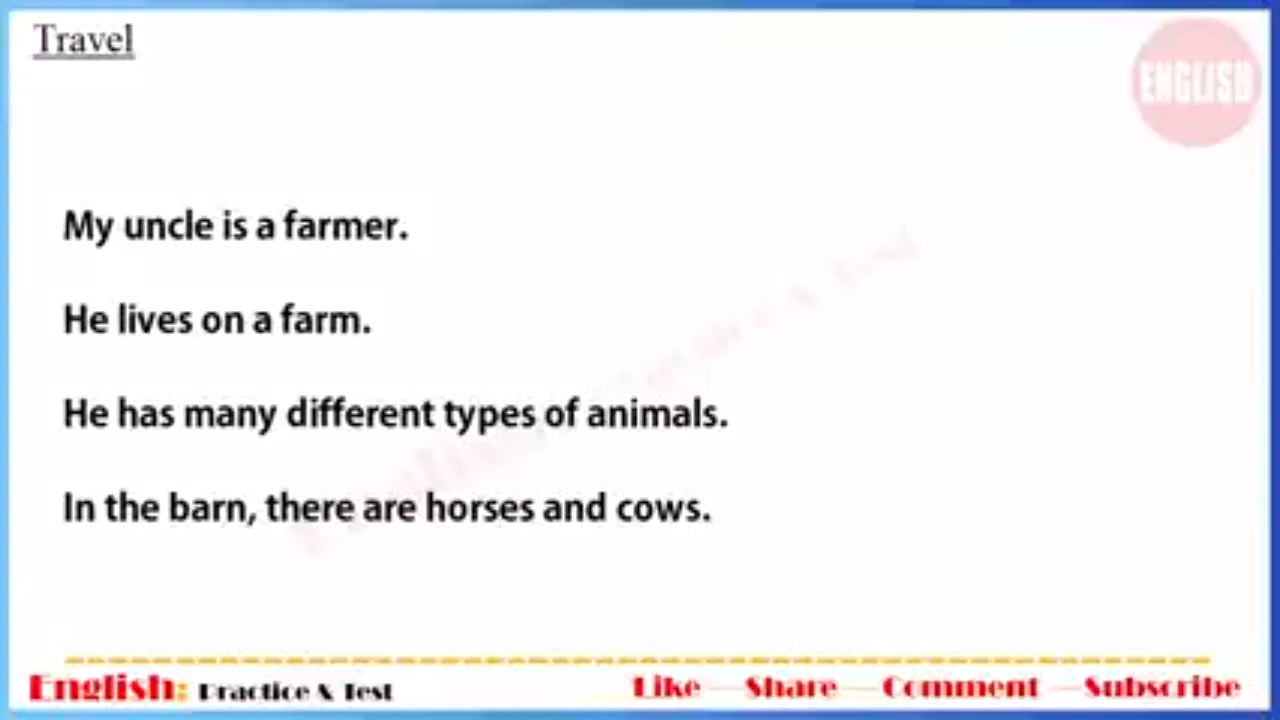 Travel
ENGLISH
My uncle is a farmer.
He lives on a farm.
He has many different types of animals.
In the barn, there are horses and cows.
English: Practice & Test
Like — Share — Comment — Subscribe